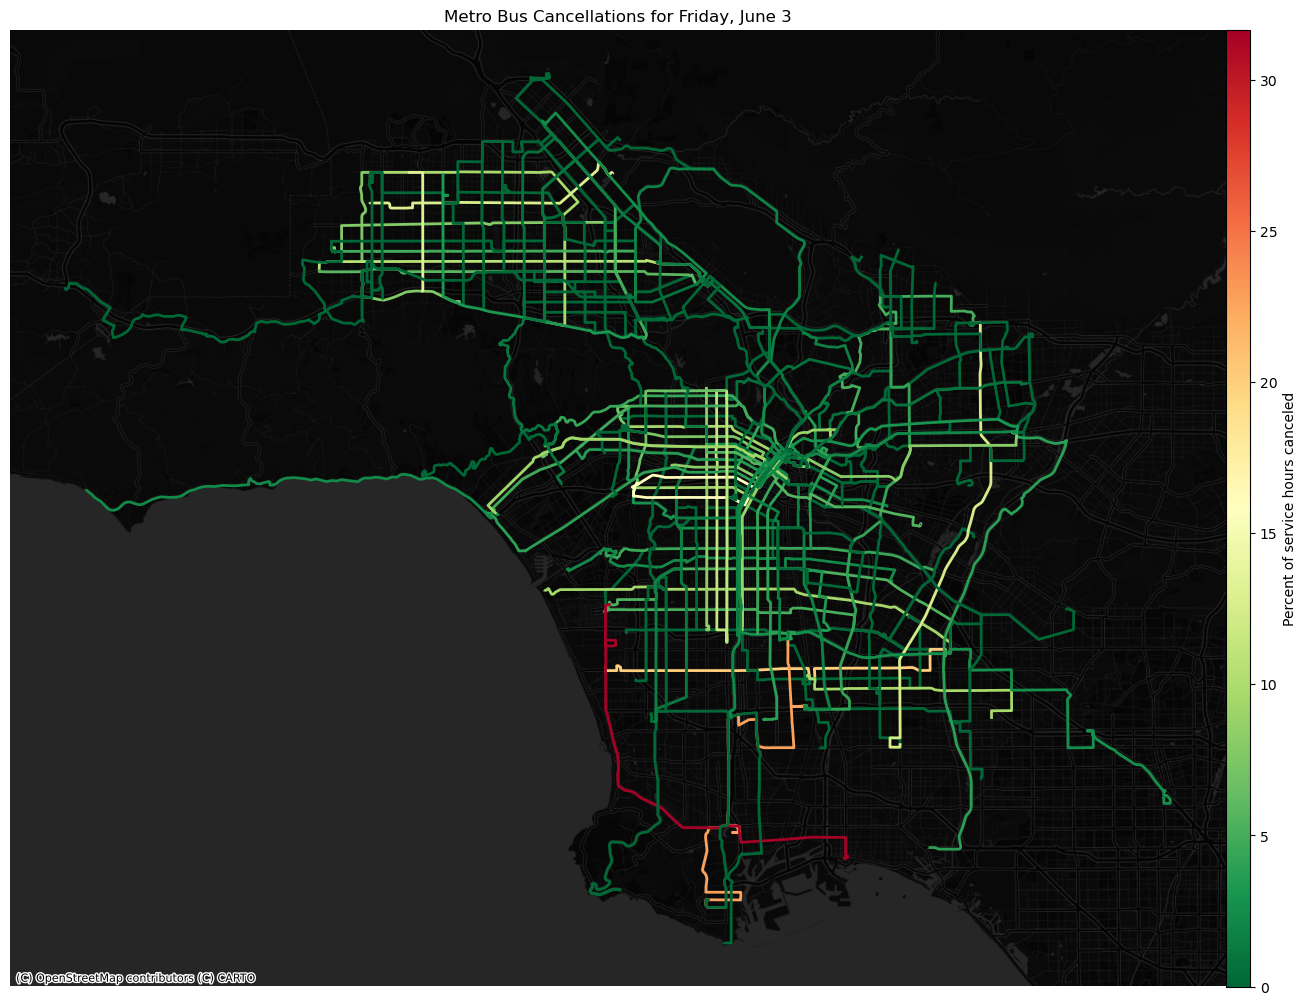 Metro Bus Cancellations for Friday, June 3
30
25
20
15
10
5
0
Percent of service hours canceled
(C) OpenStreetMap contributors (C) CARTO